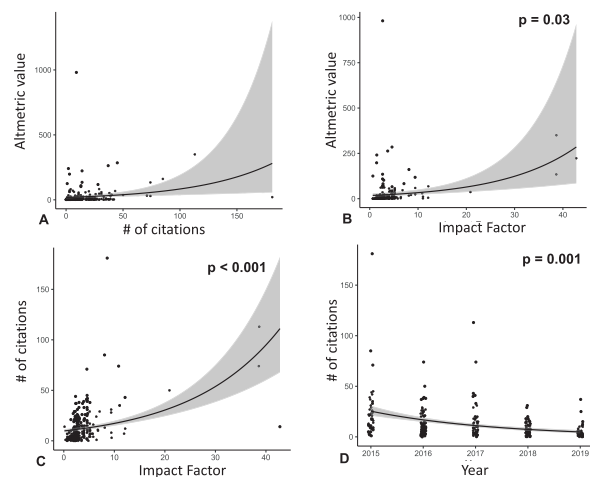 Altmetric value
1000
500
0
0
50
100
150
A
# of citations
p = 0.03
Altmetric value
1000
750
500
250
0
0
10
20
30
40
B
Impact Factor
p < 0.001
# of citations
150
100
50
0
0
10
20
30
40
C
Impact Factor
p = 0.001
# of citations
150
100
50
0
2015
2016
2017
2018
2019
D
Year